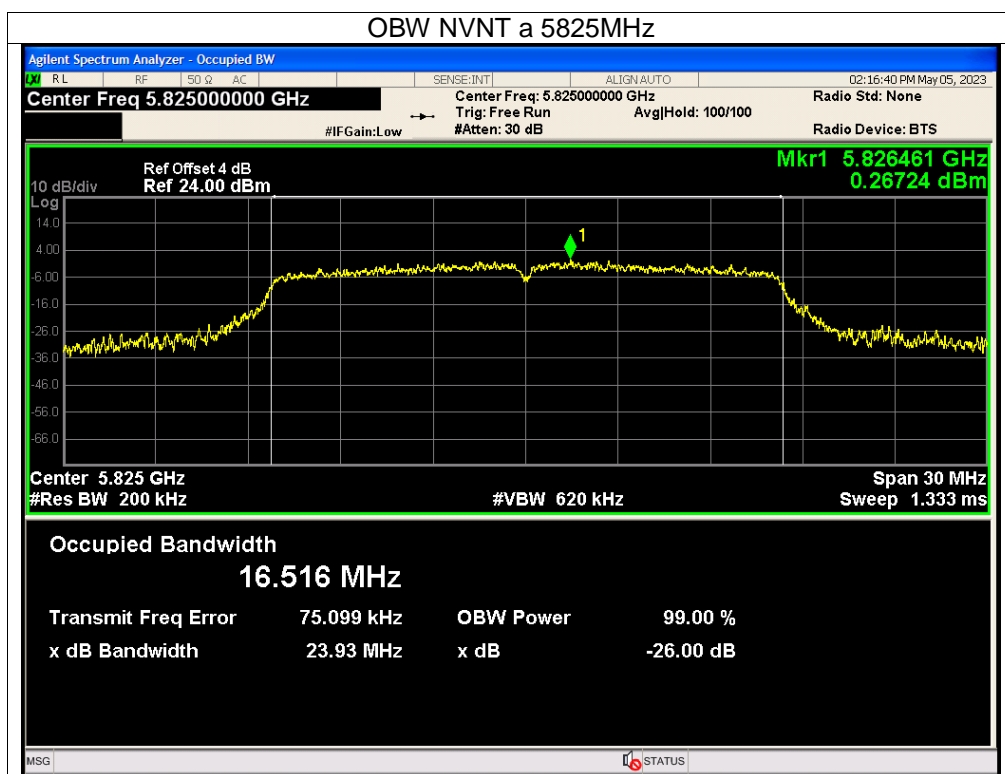 OBW NVNT a 5825MHz
Agilent Spectrum Analyzer - Occupied BW
LXI RL RF 50 Ω AC SENSE:INT ALIGN AUTO 02:16:40 PM May 05, 2023
Center Freq 5.825000000 GHz Center Freq: 5.825000000 GHz Radio Std: None
Trig: Free Run Avg|Hold: 100/100
#IFGain:Low #Atten: 30 dB Radio Device: BTS
Mkr1 5.826461 GHz
Ref Offset 4 dB
10 dB/div Ref 24.00 dBm 0.26724 dBm
Log
14.0
1
4.00
-6.00
-16.0
-26.0
-36.0
-46.0
-56.0
-66.0
Center 5.825 GHz Span 30 MHz
#Res BW 200 kHz #VBW 620 kHz Sweep 1.333 ms
Occupied Bandwidth
16.516 MHz
Transmit Freq Error 75.099 kHz OBW Power 99.00 %
x dB Bandwidth 23.93 MHz x dB -26.00 dB
MSG STATUS